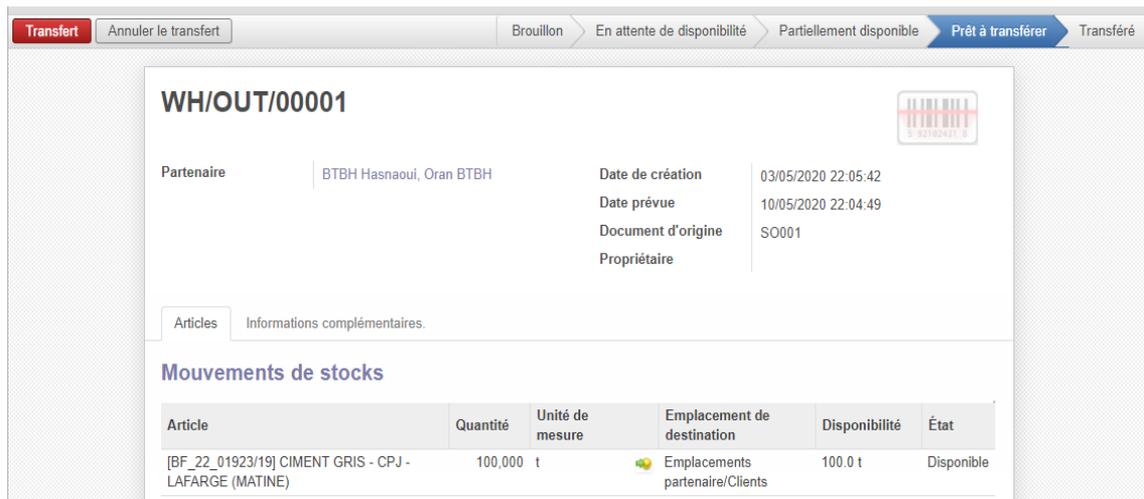 Transfert Annuler le transfert Brouillon En attente de disponibilité Partiellement disponible Prêt à transférer Transféré
WH/OUT/00001
5 92102431 0
Partenaire BTBH Hasnaoui, Oran BTBH Date de création 03/05/2020 22:05:42
Date prévue 10/05/2020 22:04:49
Document d'origine SO001
Propriétaire
Articles Informations complémentaires.
Mouvements de stocks
Article Quantité Unité de mesure Emplacement de destination Disponibilité État
[BF_22_01923/19] CIMENT GRIS - CPJ - 100,000 t Emplacements 100.0 t Disponible
LAFARGE (MATINE) partenaire/Clients